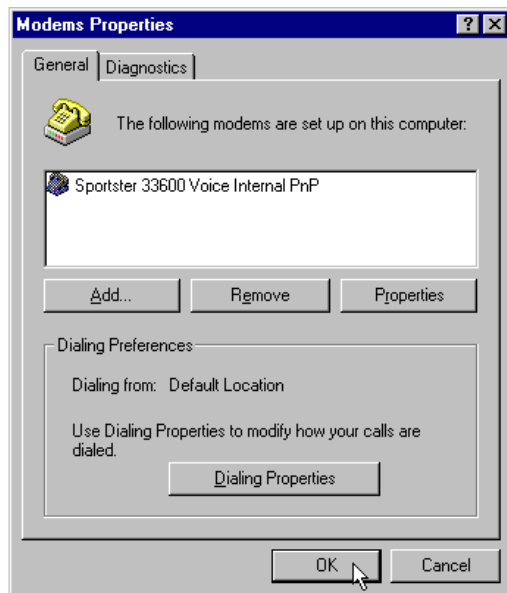 Modems Properties
General
Diagnostics
The following modems are set up on this computer:
Sportster 33600 Voice Internal PnP
Add...
Remove
Properties
Dialing Preferences
Dialing from: Default Location
Use Dialing Properties to modify how your calls are
dialed.
Dialing Properties
OK
Cancel